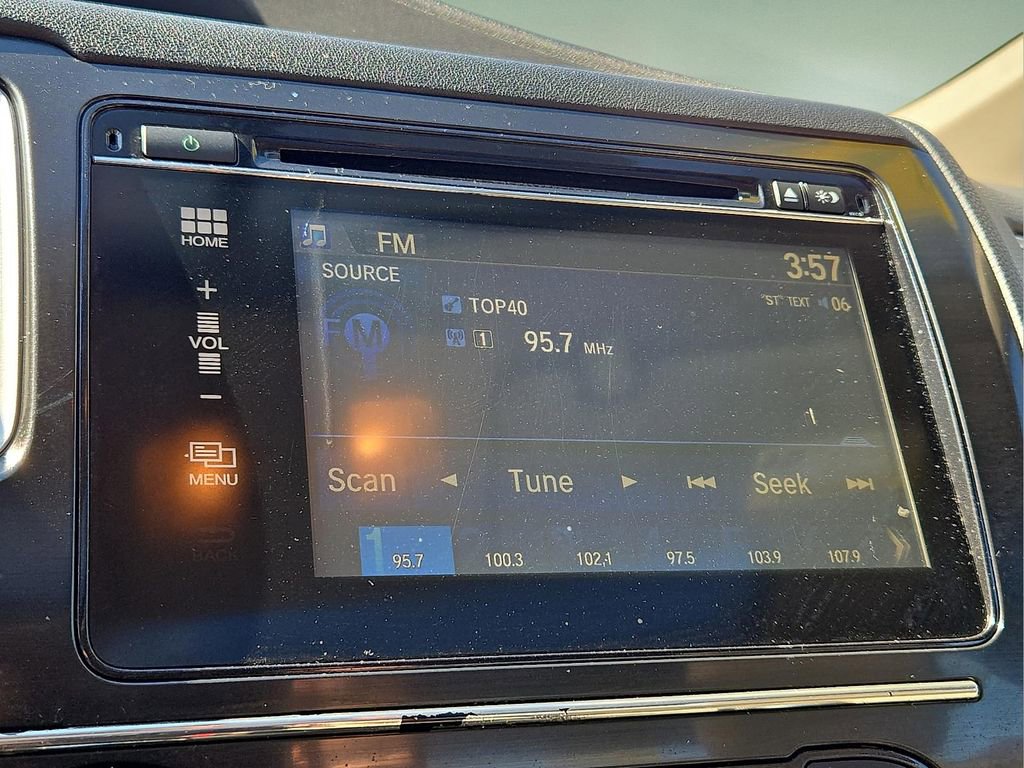 HOME
+
VOL
−
MENU
BACK
FM
3:57
SOURCE
"ST" TEXT 06
FM
TOP40
1 95.7 MHz
Scan ◄ Tune ► |◄◄ Seek ►►|
1 95.7 100.3 102.1 97.5 103.9 107.9